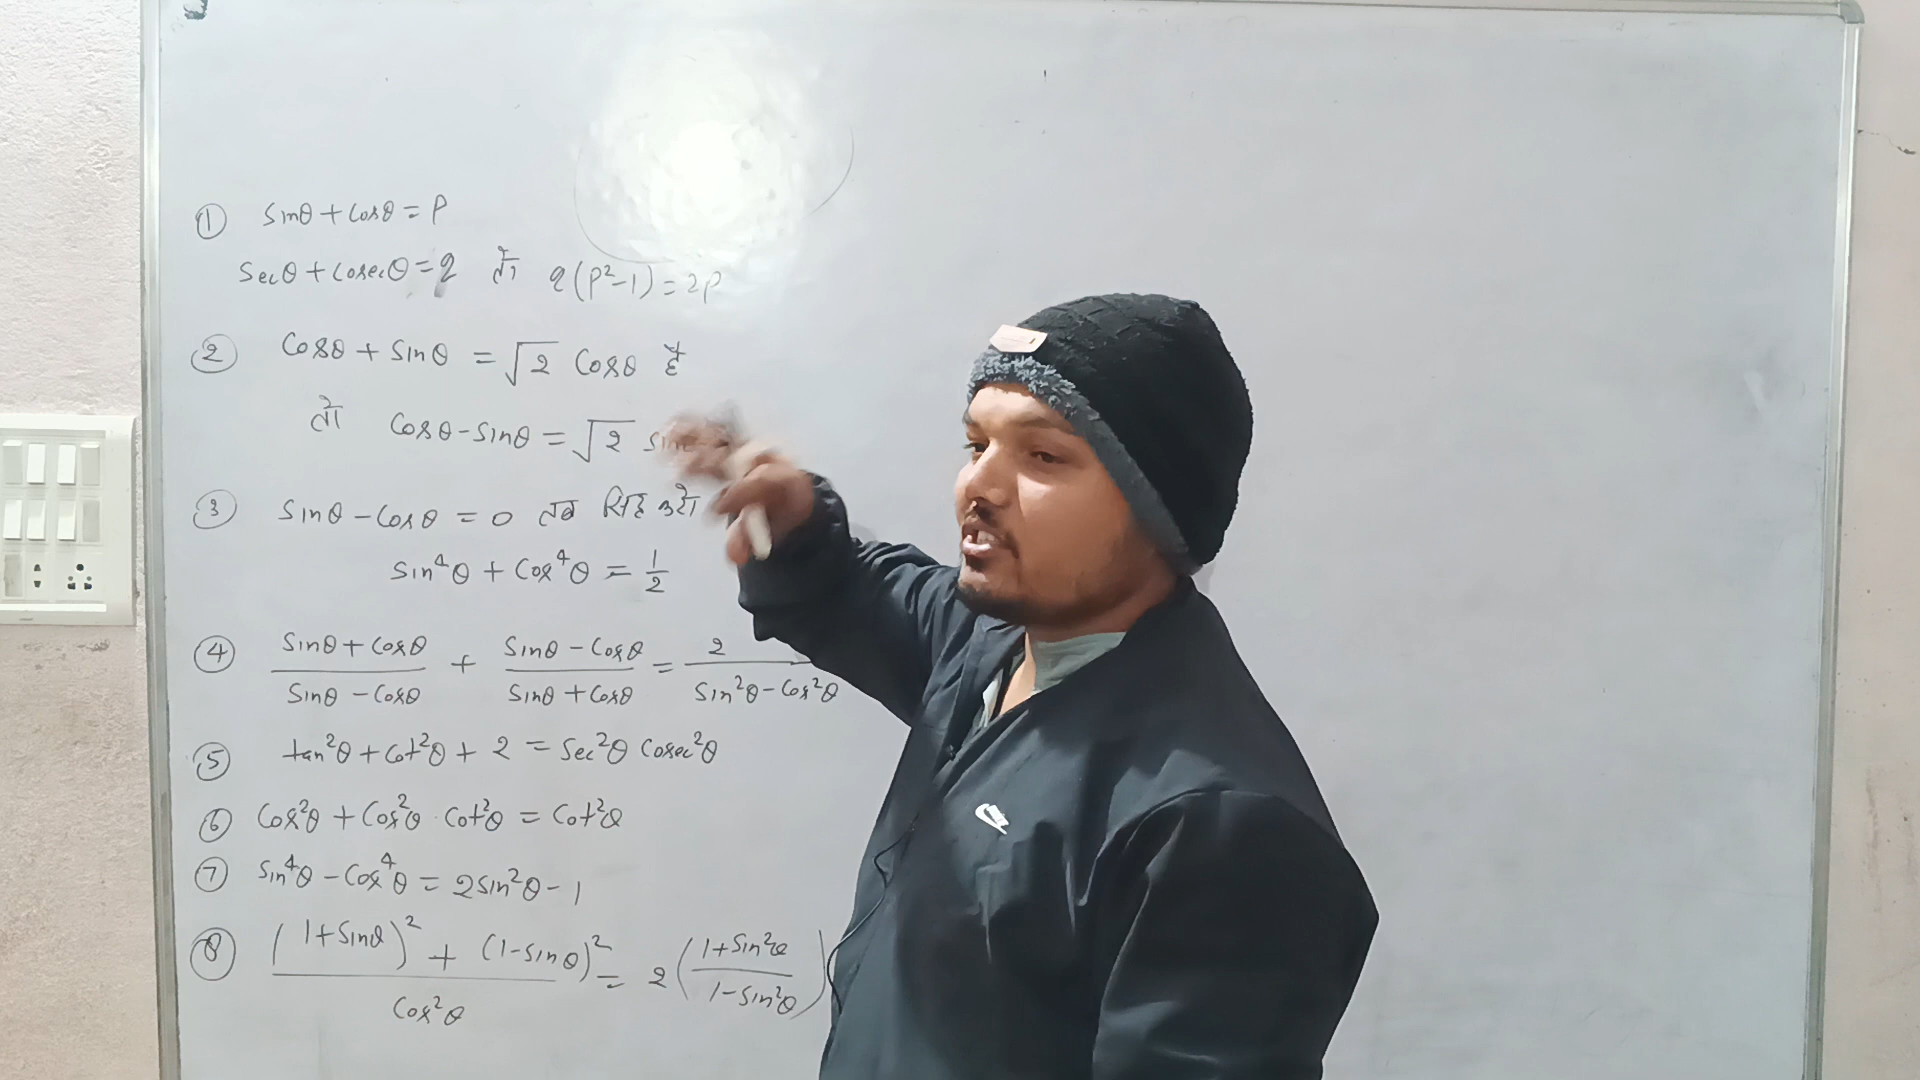 ① sinθ + cosθ = P
secθ + cosecθ = q तो q(p²-1) = 2p
② cosθ + sinθ = √2 cosθ है
तो cosθ - sinθ = √2 sinθ
③ sinθ - cosθ = 0 तब सिद्ध करो
sin⁴θ + cos⁴θ = 1/2
④ (sinθ + cosθ)/(sinθ - cosθ) + (sinθ - cosθ)/(sinθ + cosθ) = 2/(sin²θ - cos²θ)
⑤ tan²θ + cot²θ + 2 = sec²θ cosec²θ
⑥ cos²θ + cos²θ · cot²θ = cot²θ
⑦ sin⁴θ - cos⁴θ = 2sin²θ - 1
⑧ ((1+sinθ)² + (1-sinθ)²)/cos²θ = 2((1+sin²θ)/(1-sin²θ))